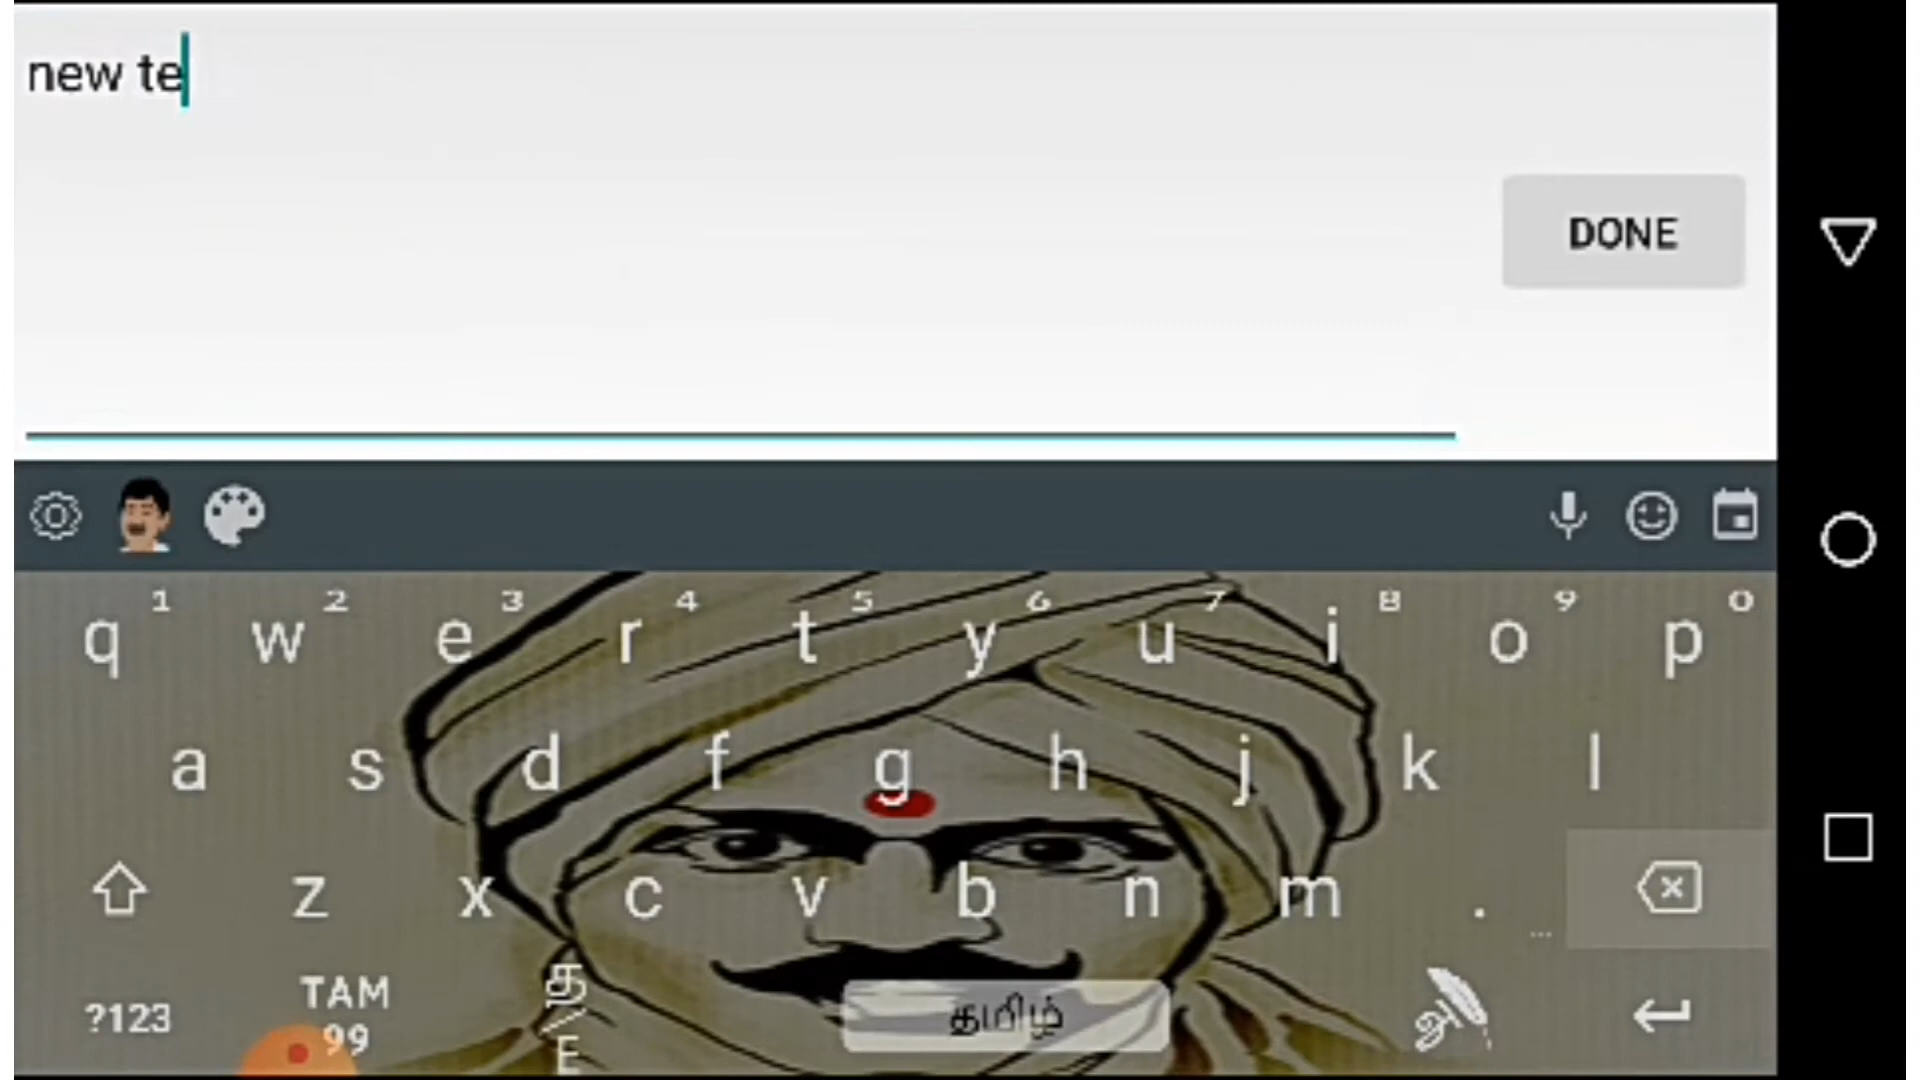 new te
DONE
1 2 3 4 5 6 7 8 9 0
q w e r t y u i o p
a s d f g h j k l
z x c v b n m .
...
?123 TAM 99 த/E தமிழ் அ